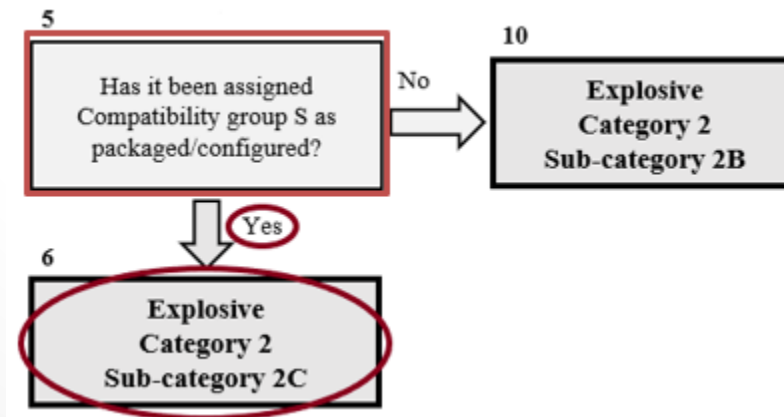 5
Has it been assigned
Compatibility group S as
packaged/configured?
No
10
Explosive
Category 2
Sub-category 2B
Yes
6
Explosive
Category 2
Sub-category 2C